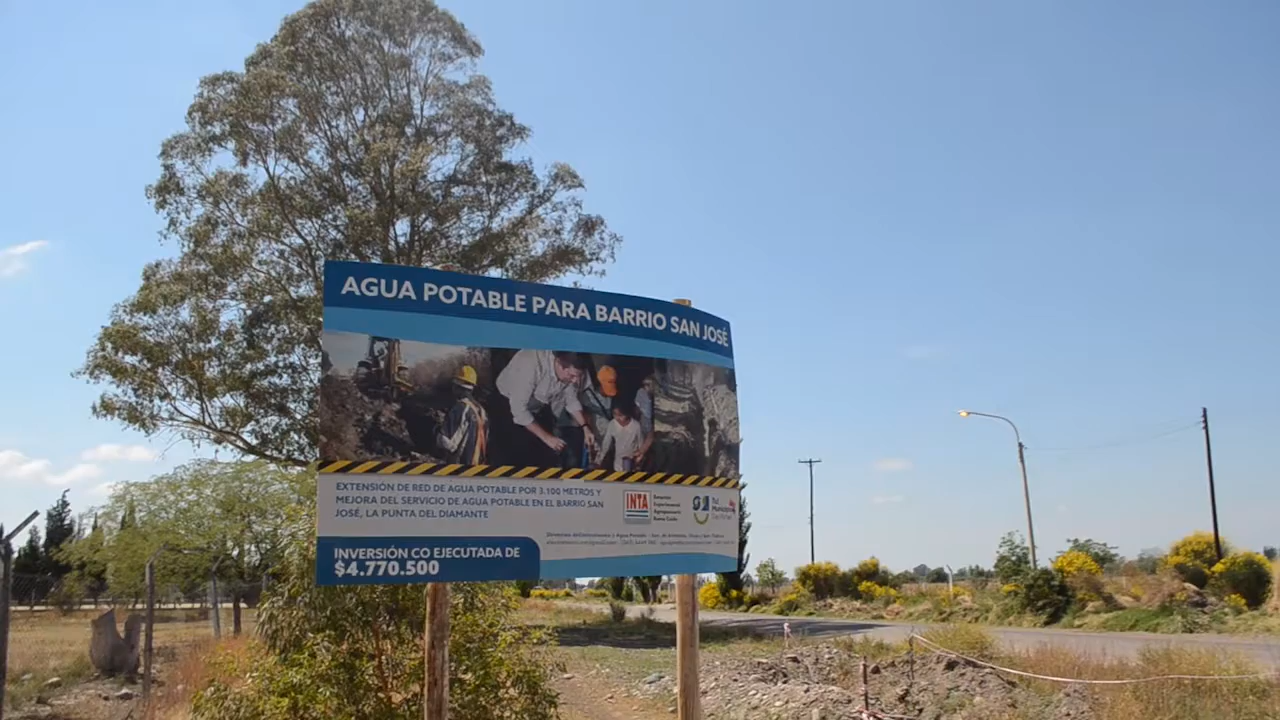 AGUA POTABLE PARA BARRIO SAN JOSÉ
EXTENSIÓN DE RED DE AGUA POTABLE POR 3.100 METROS Y
MEJORA DEL SERVICIO DE AGUA POTABLE EN EL BARRIO SAN
JOSÉ, LA PUNTA DEL DIAMANTE
INTA
INVERSIÓN CO EJECUTADA DE
$4.770.500